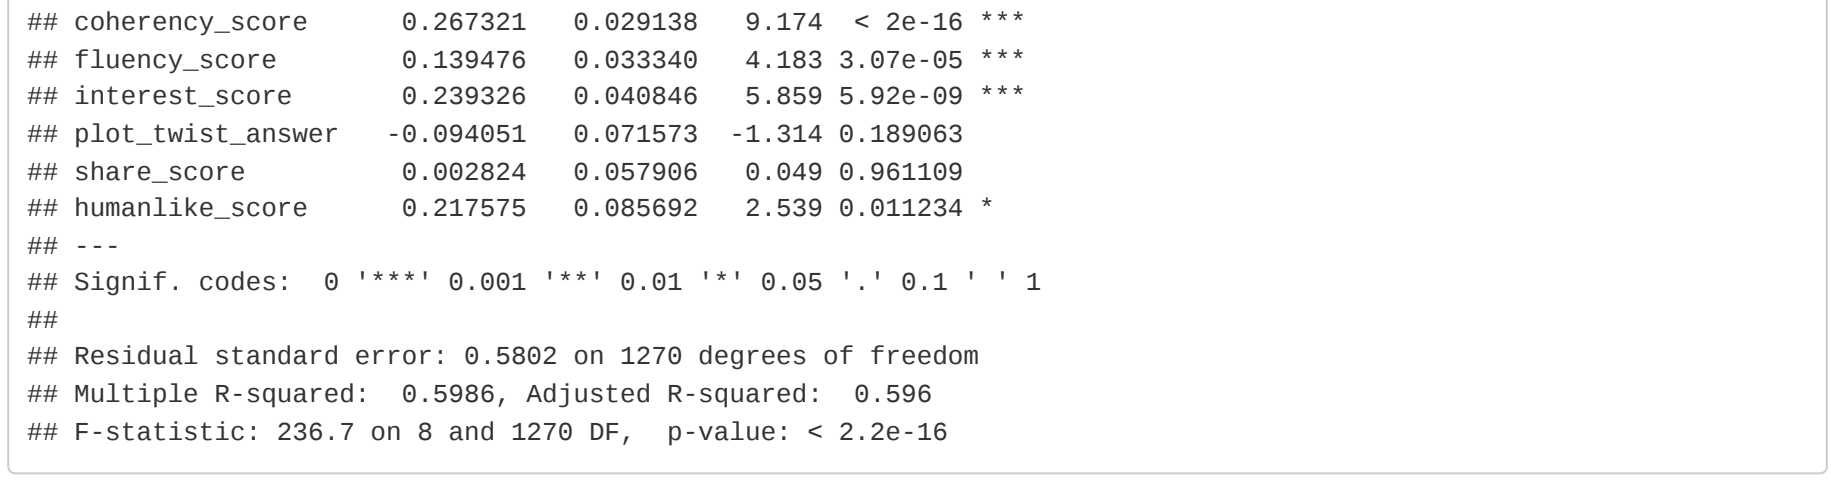 ## coherency_score      0.267321   0.029138   9.174  < 2e-16 ***
## fluency_score        0.139476   0.033340   4.183 3.07e-05 ***
## interest_score       0.239326   0.040846   5.859 5.92e-09 ***
## plot_twist_answer   -0.094051   0.071573  -1.314 0.189063
## share_score          0.002824   0.057906   0.049 0.961109
## humanlike_score      0.217575   0.085692   2.539 0.011234 *
## ---
## Signif. codes:  0 '***' 0.001 '**' 0.01 '*' 0.05 '.' 0.1 ' ' 1
##
## Residual standard error: 0.5802 on 1270 degrees of freedom
## Multiple R-squared:  0.5986, Adjusted R-squared:  0.596
## F-statistic: 236.7 on 8 and 1270 DF,  p-value: < 2.2e-16